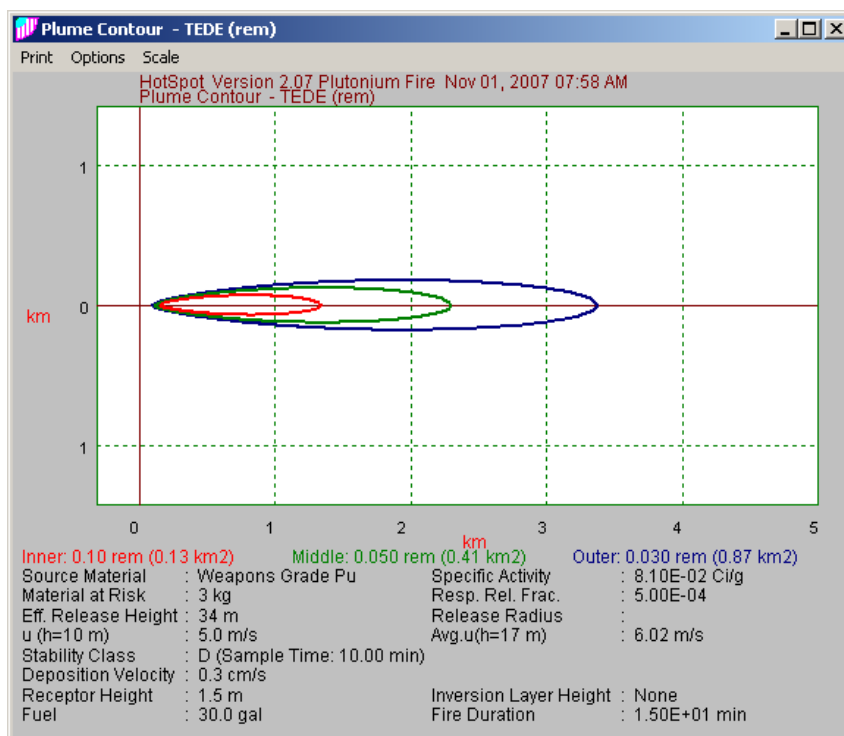 Plume Contour - TEDE (rem)
Print Options Scale
HotSpot Version 2.07 Plutonium Fire Nov 01, 2007 07:58 AM
Plume Contour - TEDE (rem)
1
km 0
1
0 1 2 3 4 5
km
Inner: 0.10 rem (0.13 km2) Middle: 0.050 rem (0.41 km2) Outer: 0.030 rem (0.87 km2)
Source Material : Weapons Grade Pu Specific Activity : 8.10E-02 Ci/g
Material at Risk : 3 kg Resp. Rel. Frac. : 5.00E-04
Eff. Release Height : 34 m Release Radius :
u (h=10 m) : 5.0 m/s Avg.u(h=17 m) : 6.02 m/s
Stability Class : D (Sample Time: 10.00 min)
Deposition Velocity : 0.3 cm/s
Receptor Height : 1.5 m Inversion Layer Height : None
Fuel : 30.0 gal Fire Duration : 1.50E+01 min